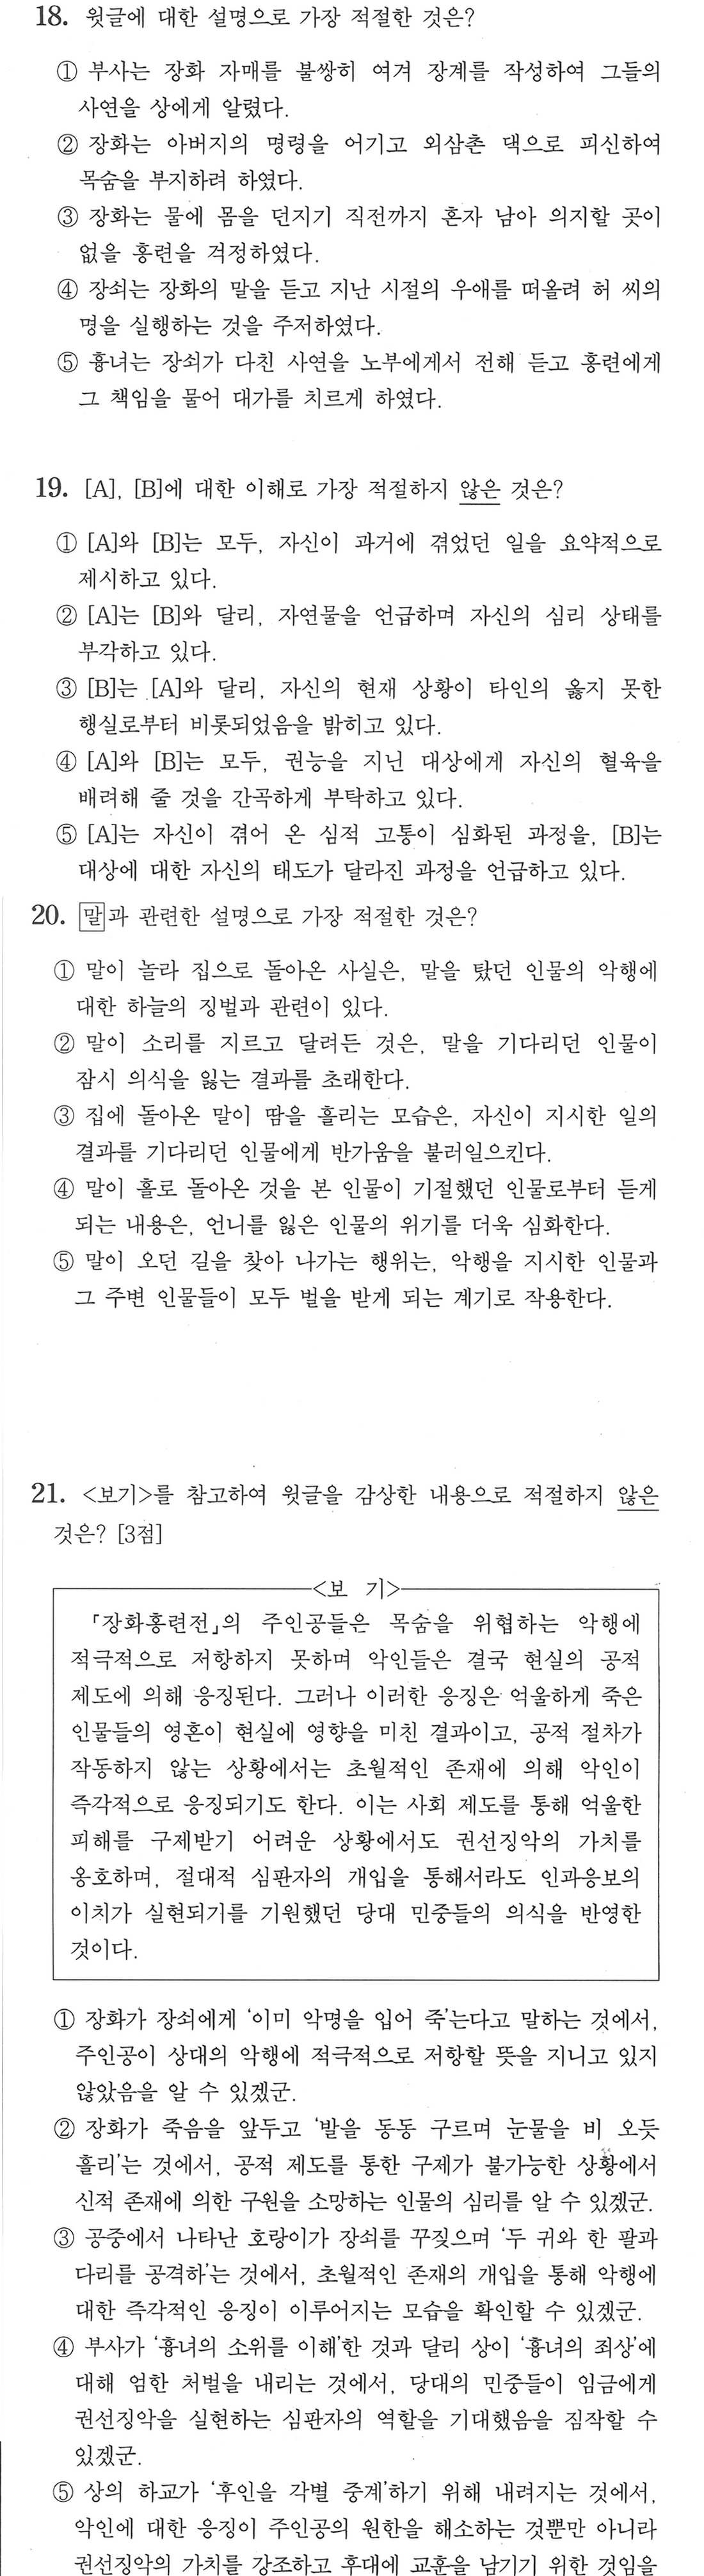 18. 윗글에 대한 설명으로 가장 적절한 것은?
① 부사는 장화 자매를 불쌍히 여겨 장계를 작성하여 그들의
사연을 상에게 알렸다.
② 장화는 아버지의 명령을 어기고 외삼촌 댁으로 피신하여
목숨을 부지하려 하였다.
③ 장화는 물에 몸을 던지기 직전까지 혼자 남아 의지할 곳이
없을 홍련을 걱정하였다.
④ 장쇠는 장화의 말을 듣고 지난 시절의 우애를 떠올려 허 씨의
명을 실행하는 것을 주저하였다.
⑤ 흉녀는 장쇠가 다친 사연을 노부에게서 전해 듣고 홍련에게
그 책임을 물어 대가를 치르게 하였다.
19. [A], [B]에 대한 이해로 가장 적절하지 않은 것은?
① [A]와 [B]는 모두, 자신이 과거에 겪었던 일을 요약적으로
제시하고 있다.
② [A]는 [B]와 달리, 자연물을 언급하며 자신의 심리 상태를
부각하고 있다.
③ [B]는 [A]와 달리, 자신의 현재 상황이 타인의 옳지 못한
행실로부터 비롯되었음을 밝히고 있다.
④ [A]와 [B]는 모두, 권능을 지닌 대상에게 자신의 혈육을
배려해 줄 것을 간곡하게 부탁하고 있다.
⑤ [A]는 자신이 겪어 온 심적 고통이 심화된 과정을, [B]는
대상에 대한 자신의 태도가 달라진 과정을 언급하고 있다.
20. 말과 관련한 설명으로 가장 적절한 것은?
① 말이 놀라 집으로 돌아온 사실은, 말을 탔던 인물의 악행에
대한 하늘의 징벌과 관련이 있다.
② 말이 소리를 지르고 달려든 것은, 말을 기다리던 인물이
잠시 의식을 잃는 결과를 초래한다.
③ 집에 돌아온 말이 땀을 흘리는 모습은, 자신이 지시한 일의
결과를 기다리던 인물에게 반가움을 불러일으킨다.
④ 말이 홀로 돌아온 것을 본 인물이 기절했던 인물로부터 듣게
되는 내용은, 언니를 잃은 인물의 위기를 더욱 심화한다.
⑤ 말이 오던 길을 찾아 나가는 행위는, 악행을 지시한 인물과
그 주변 인물들이 모두 벌을 받게 되는 계기로 작용한다.
21. <보기>를 참고하여 윗글을 감상한 내용으로 적절하지 않은
것은? [3점]
<보 기>
「장화홍련전」의 주인공들은 목숨을 위협하는 악행에
적극적으로 저항하지 못하며 악인들은 결국 현실의 공적
제도에 의해 응징된다. 그러나 이러한 응징은 억울하게 죽은
인물들의 영혼이 현실에 영향을 미친 결과이고, 공적 절차가
작동하지 않는 상황에서는 초월적인 존재에 의해 악인이
즉각적으로 응징되기도 한다. 이는 사회 제도를 통해 억울한
피해를 구제받기 어려운 상황에서도 권선징악의 가치를
옹호하며, 절대적 심판자의 개입을 통해서라도 인과응보의
이치가 실현되기를 기원했던 당대 민중들의 의식을 반영한
것이다.
① 장화가 장쇠에게 '이미 악명을 입어 죽'는다고 말하는 것에서,
주인공이 상대의 악행에 적극적으로 저항할 뜻을 지니고 있지
않았음을 알 수 있겠군.
② 장화가 죽음을 앞두고 '발을 동동 구르며 눈물을 비 오듯
흘리'는 것에서, 공적 제도를 통한 구제가 불가능한 상황에서
신적 존재에 의한 구원을 소망하는 인물의 심리를 알 수 있겠군.
③ 공중에서 나타난 호랑이가 장쇠를 꾸짖으며 '두 귀와 한 팔과
다리를 공격하'는 것에서, 초월적인 존재의 개입을 통해 악행에
대한 즉각적인 응징이 이루어지는 모습을 확인할 수 있겠군.
④ 부사가 '흉녀의 소위를 이해'한 것과 달리 상이 '흉녀의 죄상'에
대해 엄한 처벌을 내리는 것에서, 당대의 민중들이 임금에게
권선징악을 실현하는 심판자의 역할을 기대했음을 짐작할 수
있겠군.
⑤ 상의 하교가 '후인을 각별 중계'하기 위해 내려지는 것에서,
악인에 대한 응징이 주인공의 원한을 해소하는 것뿐만 아니라
권선징악의 가치를 강조하고 후대에 교훈을 남기기 위한 것임을